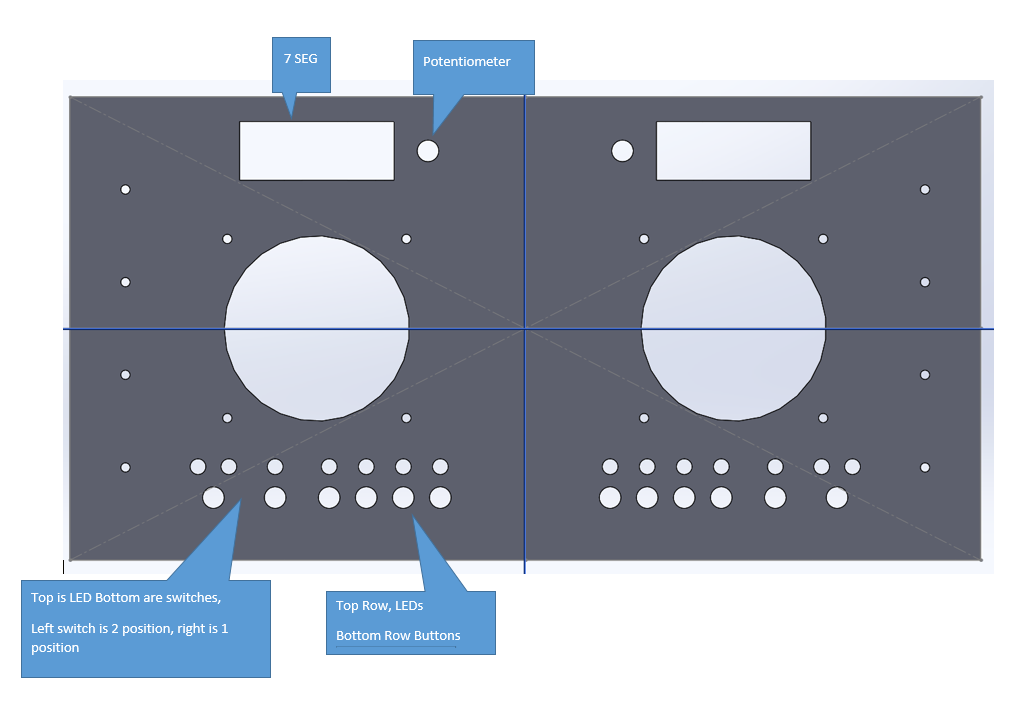 7 SEG
Potentiometer
Top is LED Bottom are switches,
Left switch is 2 position, right is 1
position
Top Row, LEDs
Bottom Row Buttons